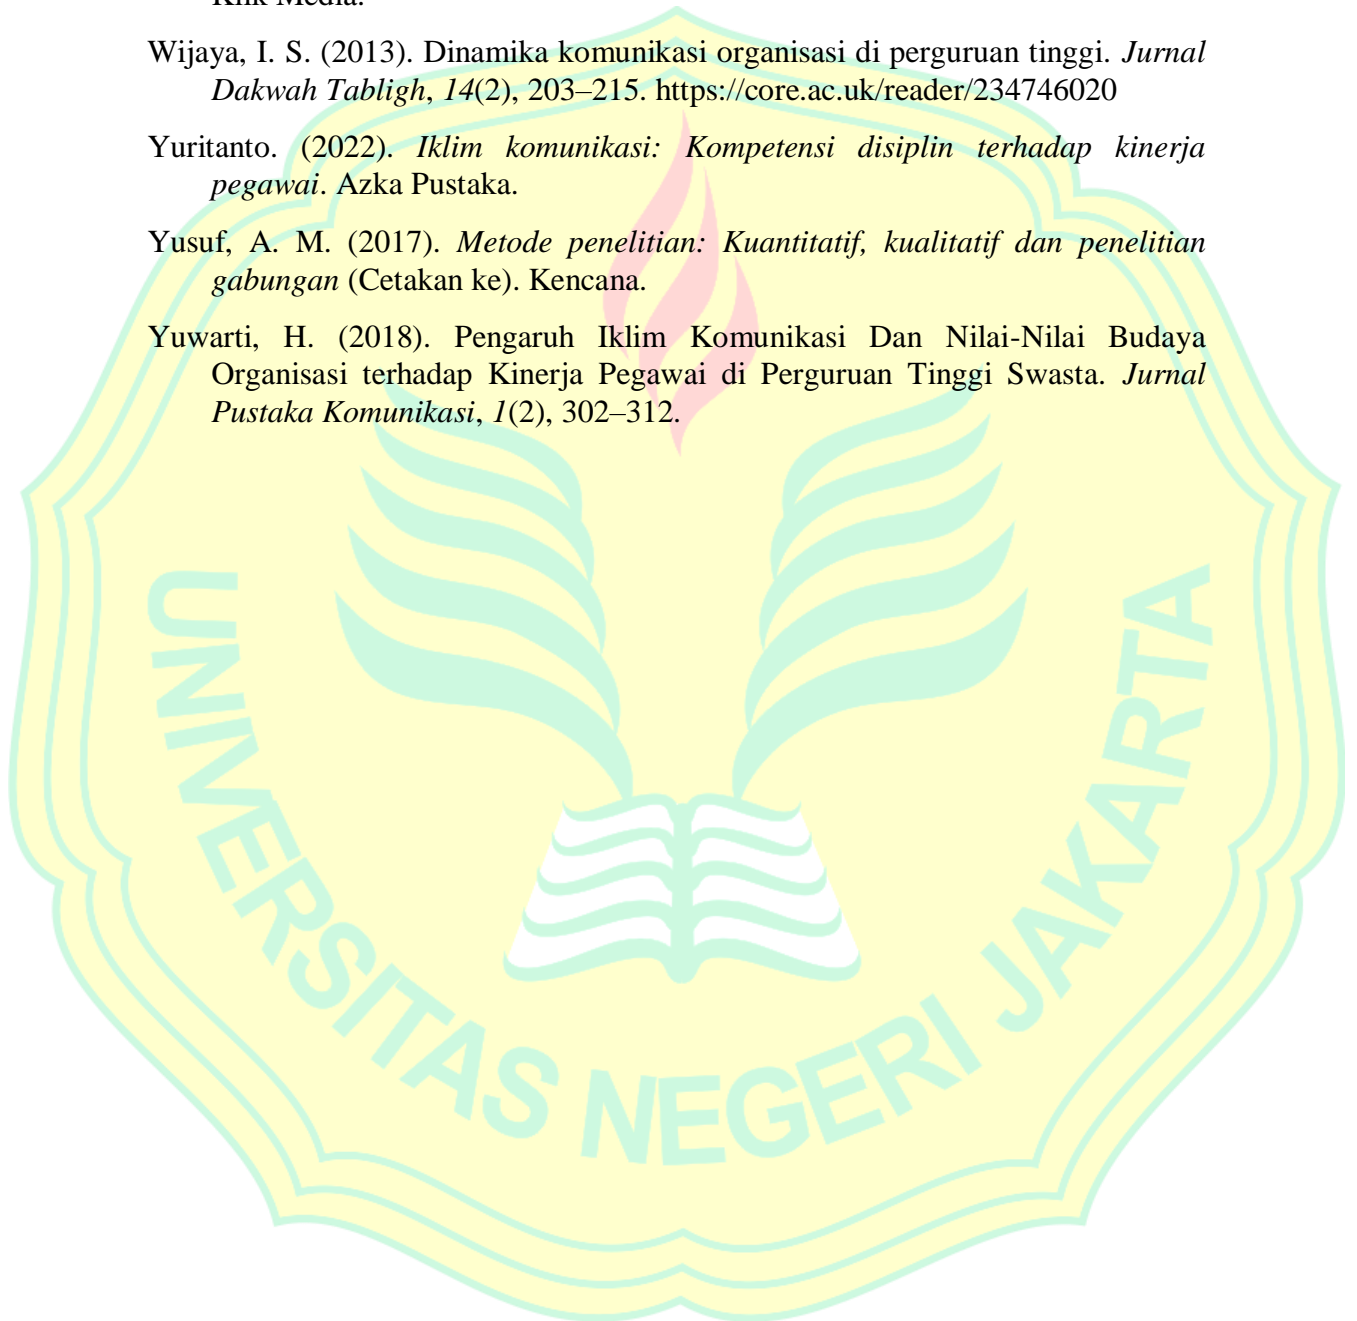 Klik Media.
Wijaya, I. S. (2013). Dinamika komunikasi organisasi di perguruan tinggi. Jurnal
Dakwah Tabligh, 14(2), 203–215. https://core.ac.uk/reader/234746020
Yuritanto. (2022). Iklim komunikasi: Kompetensi disiplin terhadap kinerja
pegawai. Azka Pustaka.
Yusuf, A. M. (2017). Metode penelitian: Kuantitatif, kualitatif dan penelitian
gabungan (Cetakan ke). Kencana.
Yuwarti, H. (2018). Pengaruh Iklim Komunikasi Dan Nilai-Nilai Budaya
Organisasi terhadap Kinerja Pegawai di Perguruan Tinggi Swasta. Jurnal
Pustaka Komunikasi, 1(2), 302–312.
UNIVERSITAS NEGERI JAKARTA